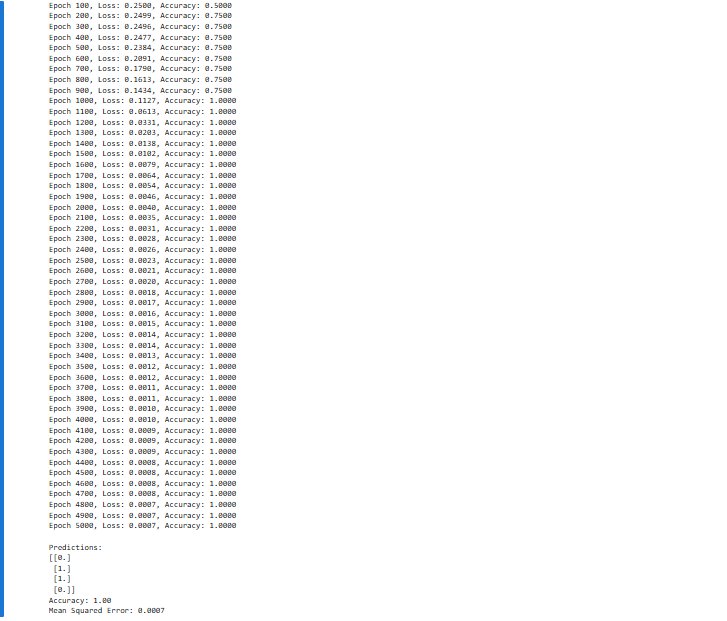 Epoch 100, Loss: 0.2500, Accuracy: 0.5000
Epoch 200, Loss: 0.2499, Accuracy: 0.7500
Epoch 300, Loss: 0.2496, Accuracy: 0.7500
Epoch 400, Loss: 0.2477, Accuracy: 0.7500
Epoch 500, Loss: 0.2384, Accuracy: 0.7500
Epoch 600, Loss: 0.2091, Accuracy: 0.7500
Epoch 700, Loss: 0.1790, Accuracy: 0.7500
Epoch 800, Loss: 0.1613, Accuracy: 0.7500
Epoch 900, Loss: 0.1434, Accuracy: 0.7500
Epoch 1000, Loss: 0.1127, Accuracy: 1.0000
Epoch 1100, Loss: 0.0613, Accuracy: 1.0000
Epoch 1200, Loss: 0.0331, Accuracy: 1.0000
Epoch 1300, Loss: 0.0203, Accuracy: 1.0000
Epoch 1400, Loss: 0.0138, Accuracy: 1.0000
Epoch 1500, Loss: 0.0102, Accuracy: 1.0000
Epoch 1600, Loss: 0.0079, Accuracy: 1.0000
Epoch 1700, Loss: 0.0064, Accuracy: 1.0000
Epoch 1800, Loss: 0.0054, Accuracy: 1.0000
Epoch 1900, Loss: 0.0046, Accuracy: 1.0000
Epoch 2000, Loss: 0.0040, Accuracy: 1.0000
Epoch 2100, Loss: 0.0035, Accuracy: 1.0000
Epoch 2200, Loss: 0.0031, Accuracy: 1.0000
Epoch 2300, Loss: 0.0028, Accuracy: 1.0000
Epoch 2400, Loss: 0.0026, Accuracy: 1.0000
Epoch 2500, Loss: 0.0023, Accuracy: 1.0000
Epoch 2600, Loss: 0.0021, Accuracy: 1.0000
Epoch 2700, Loss: 0.0020, Accuracy: 1.0000
Epoch 2800, Loss: 0.0018, Accuracy: 1.0000
Epoch 2900, Loss: 0.0017, Accuracy: 1.0000
Epoch 3000, Loss: 0.0016, Accuracy: 1.0000
Epoch 3100, Loss: 0.0015, Accuracy: 1.0000
Epoch 3200, Loss: 0.0014, Accuracy: 1.0000
Epoch 3300, Loss: 0.0014, Accuracy: 1.0000
Epoch 3400, Loss: 0.0013, Accuracy: 1.0000
Epoch 3500, Loss: 0.0012, Accuracy: 1.0000
Epoch 3600, Loss: 0.0012, Accuracy: 1.0000
Epoch 3700, Loss: 0.0011, Accuracy: 1.0000
Epoch 3800, Loss: 0.0011, Accuracy: 1.0000
Epoch 3900, Loss: 0.0010, Accuracy: 1.0000
Epoch 4000, Loss: 0.0010, Accuracy: 1.0000
Epoch 4100, Loss: 0.0009, Accuracy: 1.0000
Epoch 4200, Loss: 0.0009, Accuracy: 1.0000
Epoch 4300, Loss: 0.0009, Accuracy: 1.0000
Epoch 4400, Loss: 0.0008, Accuracy: 1.0000
Epoch 4500, Loss: 0.0008, Accuracy: 1.0000
Epoch 4600, Loss: 0.0008, Accuracy: 1.0000
Epoch 4700, Loss: 0.0008, Accuracy: 1.0000
Epoch 4800, Loss: 0.0007, Accuracy: 1.0000
Epoch 4900, Loss: 0.0007, Accuracy: 1.0000
Epoch 5000, Loss: 0.0007, Accuracy: 1.0000

Predictions:
[[0.]
 [1.]
 [1.]
 [0.]]
Accuracy: 1.00
Mean Squared Error: 0.0007